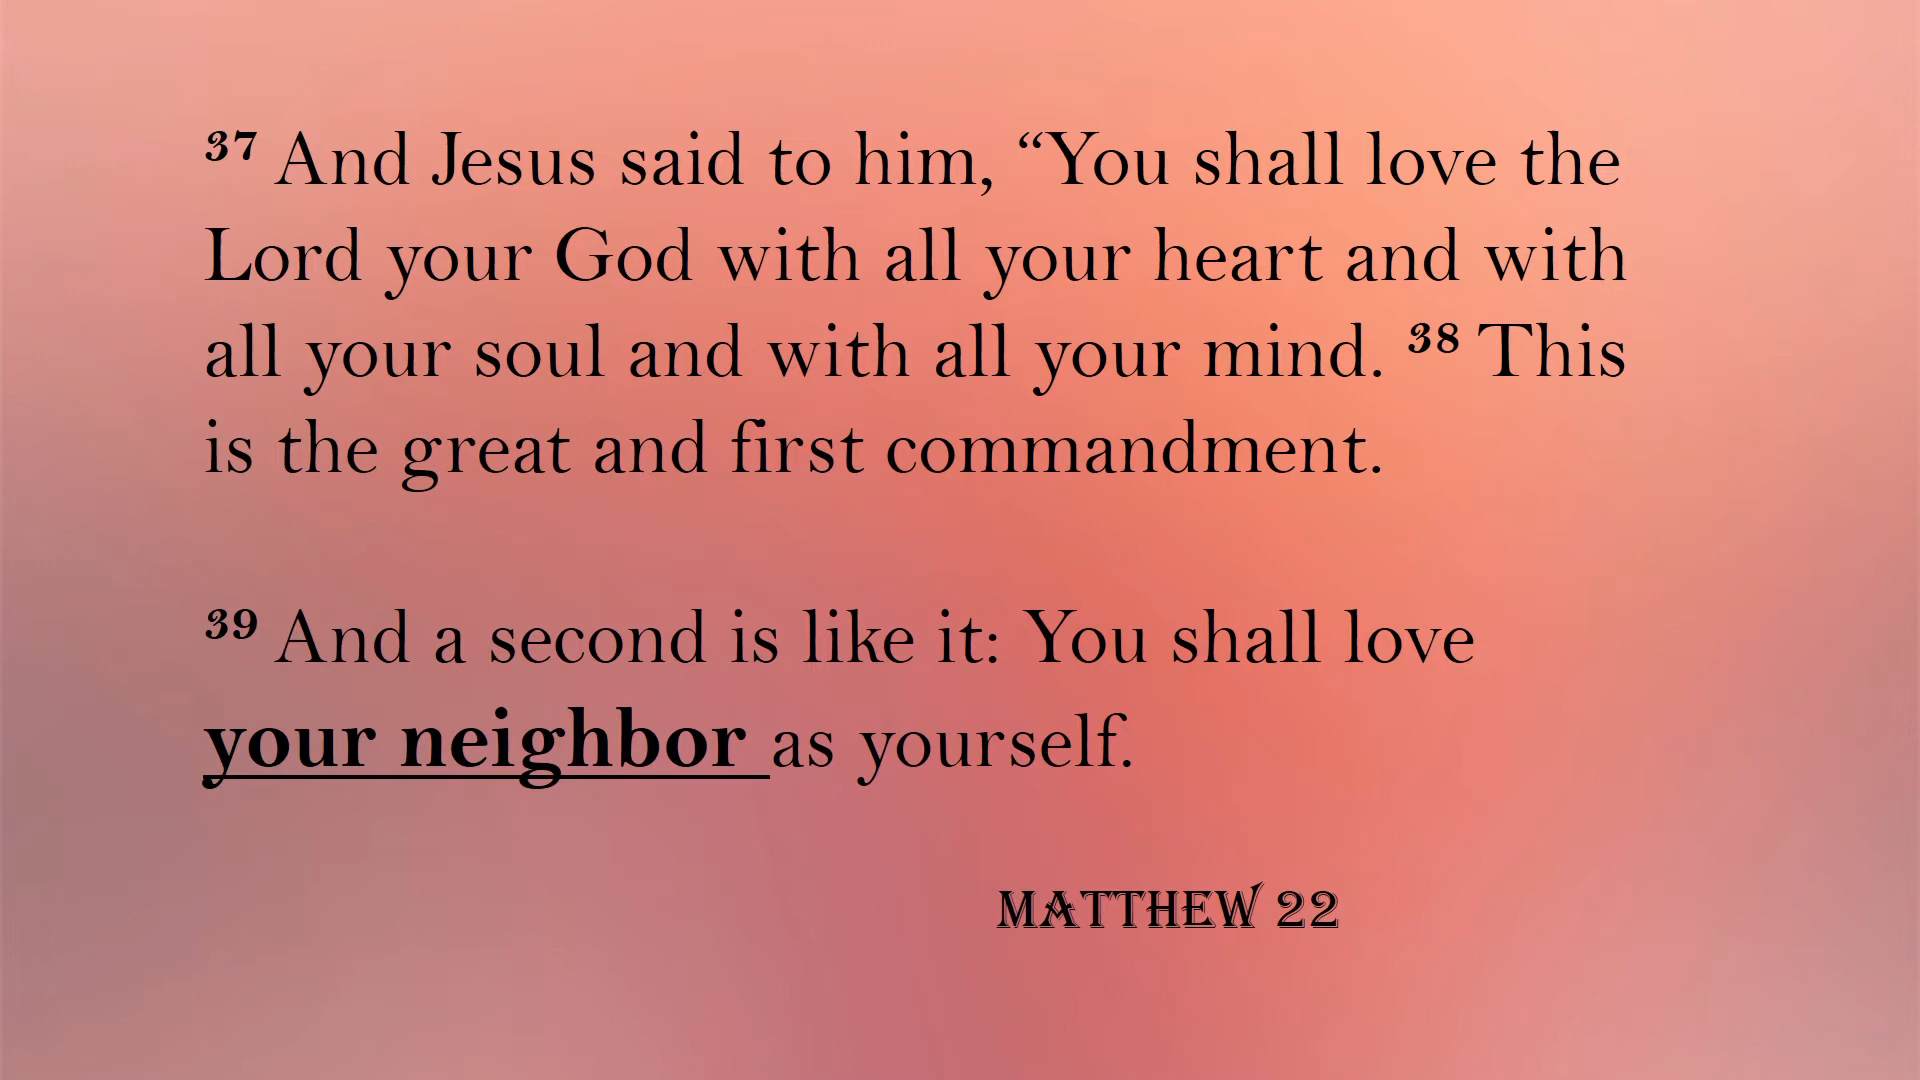 37 And Jesus said to him, “You shall love the
Lord your God with all your heart and with
all your soul and with all your mind. 38 This
is the great and first commandment.
39 And a second is like it: You shall love
your neighbor as yourself.
MATTHEW 22